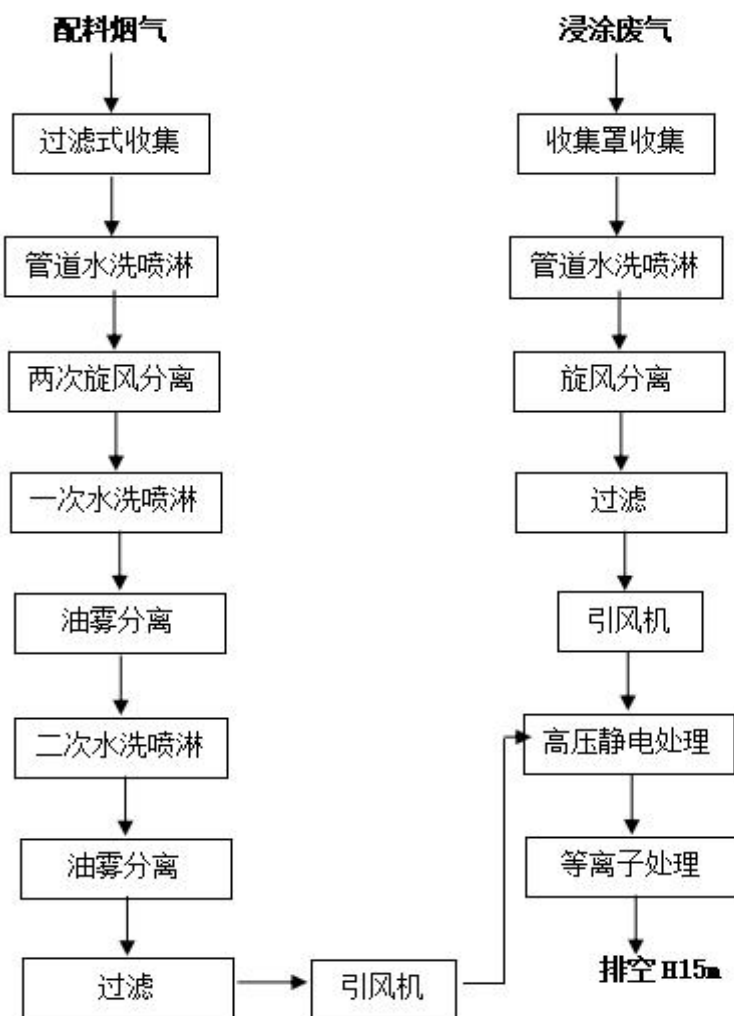 配料烟气
过滤式收集
管道水洗喷淋
两次旋风分离
一次水洗喷淋
油雾分离
二次水洗喷淋
油雾分离
过滤
引风机
浸涂废气
收集罩收集
管道水洗喷淋
旋风分离
过滤
引风机
高压静电处理
等离子处理
排空 H15m